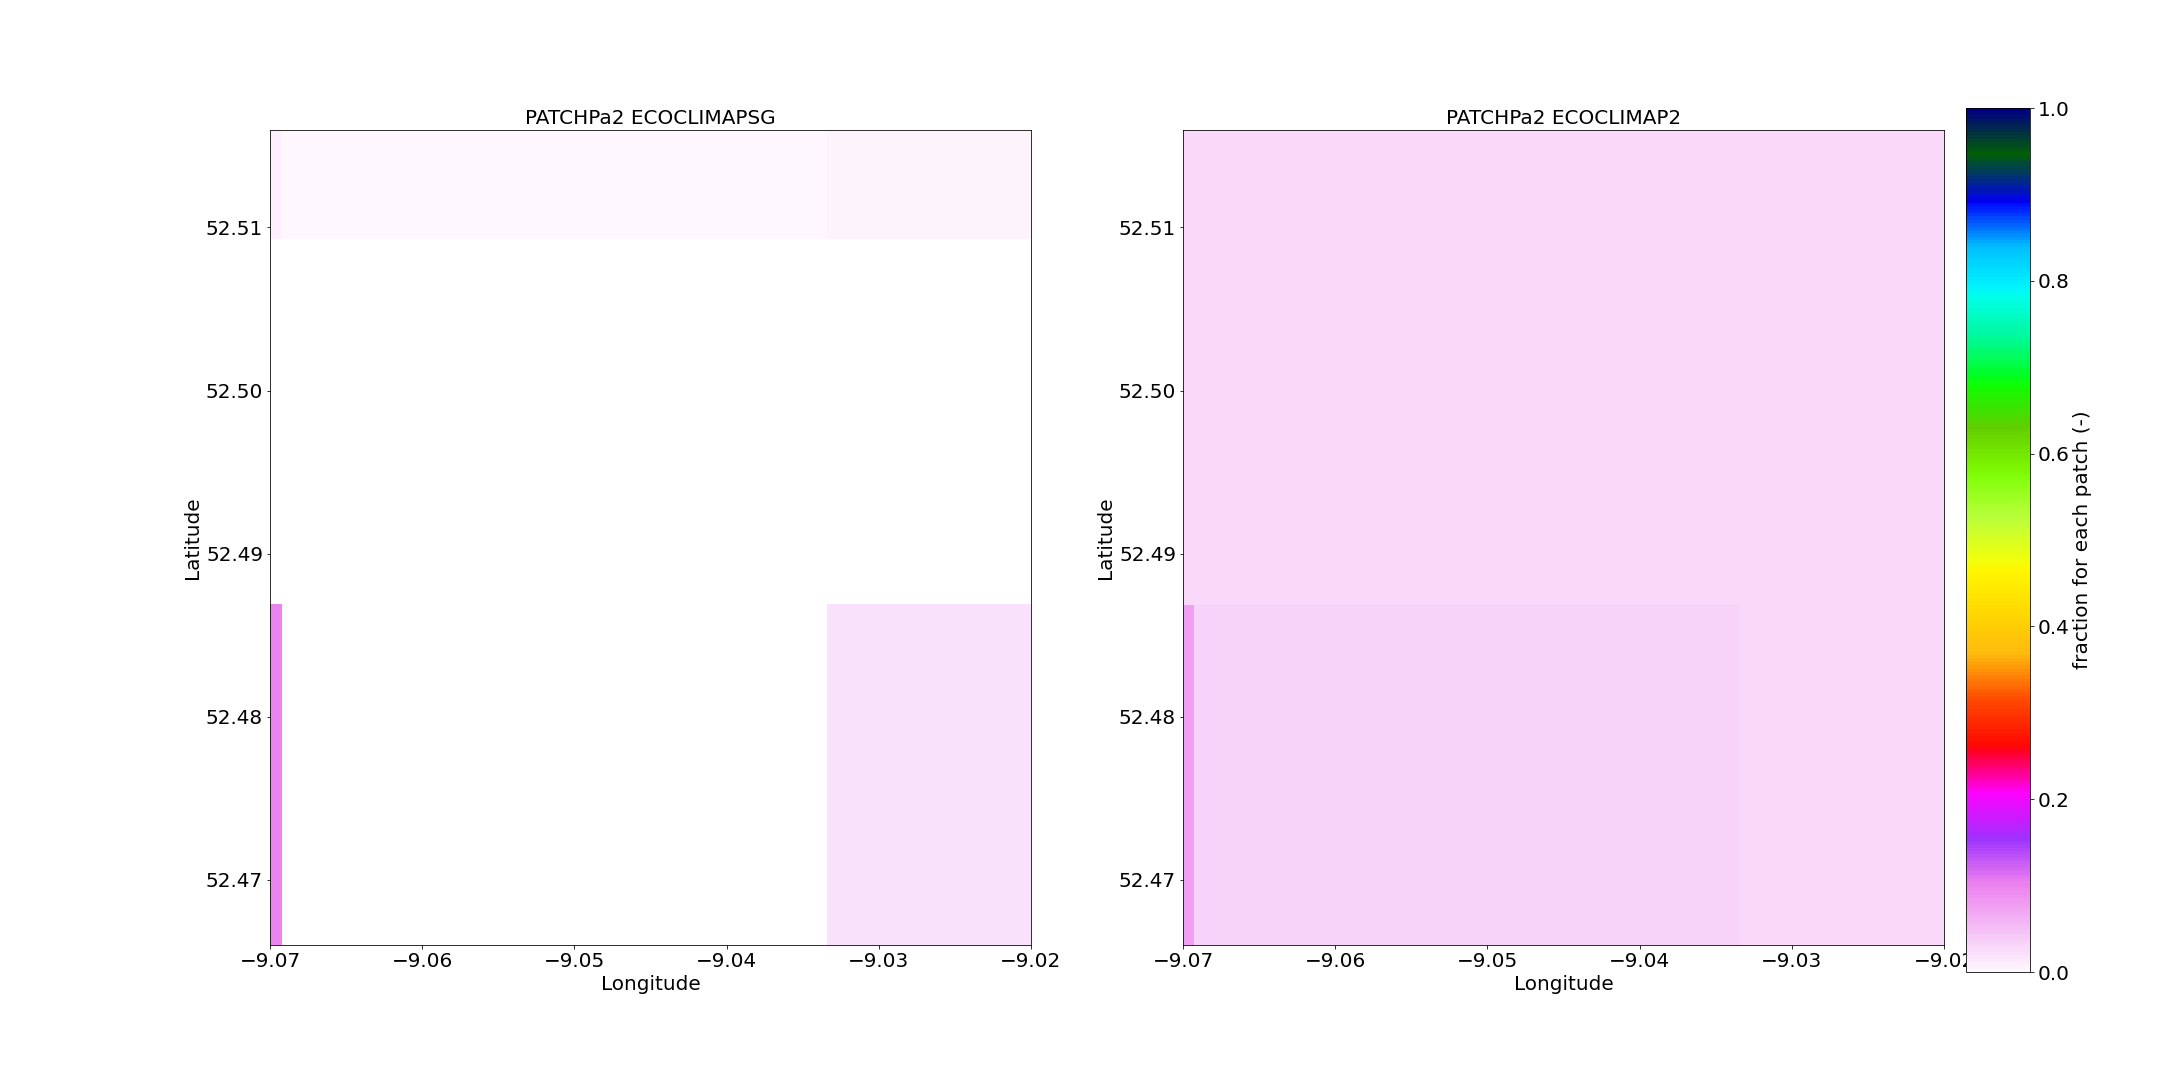 PATCHPa2 ECOCLIMAPSG
52.51
52.50
52.49
52.48
52.47
Latitude
−9.07 −9.06 −9.05 −9.04 −9.03 −9.02
Longitude
PATCHPa2 ECOCLIMAP2
52.51
52.50
52.49
52.48
52.47
Latitude
−9.07 −9.06 −9.05 −9.04 −9.03 −9.02
Longitude
1.0
0.8
0.6
0.4
0.2
0.0
fraction for each patch (-)